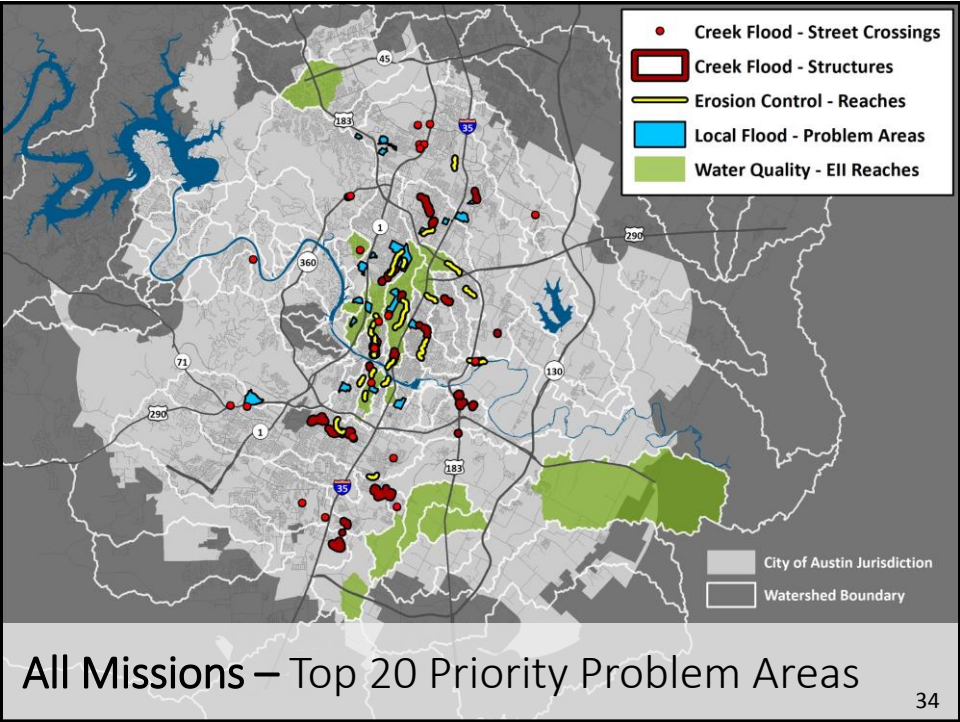 Creek Flood - Street Crossings
Creek Flood - Structures
Erosion Control - Reaches
Local Flood - Problem Areas
Water Quality - EII Reaches
45
183
35
1
290
360
71
130
290
1
183
35
City of Austin Jurisdiction
Watershed Boundary
All Missions – Top 20 Priority Problem Areas
34